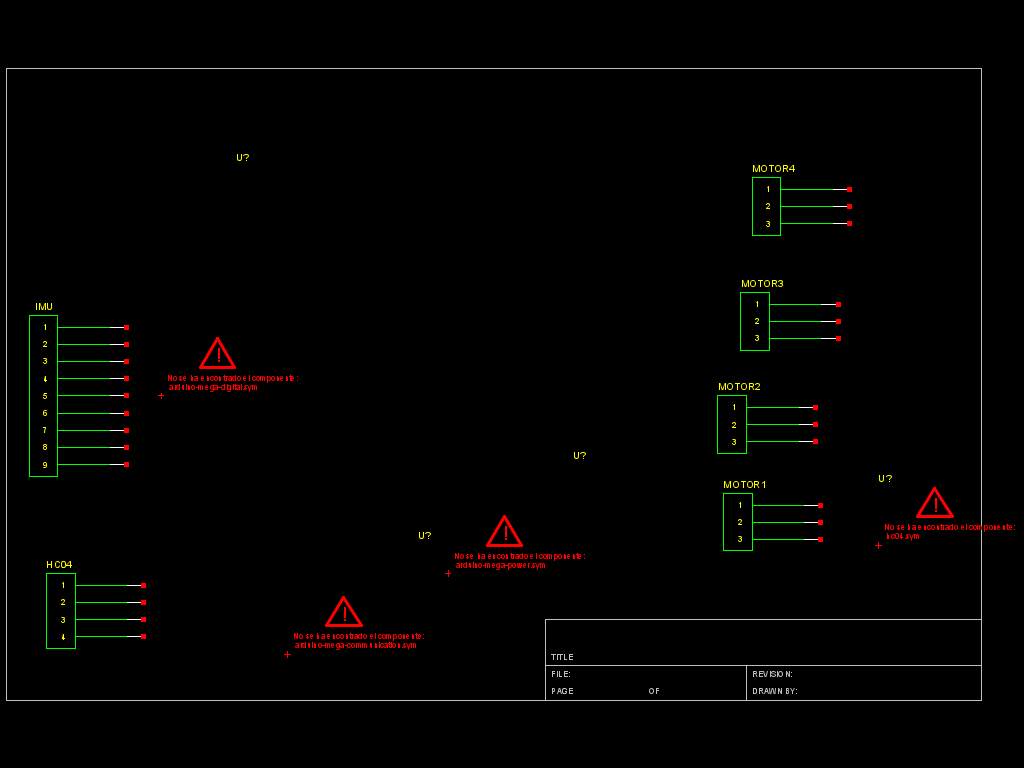 U?
MOTOR4
1
2
3
MOTOR3
1
2
3
IMU
1
2
3
4
5
6
7
8
9
No se ha encontrado el componente:
arduino-mega-digital.sym
MOTOR2
1
2
3
U?
MOTOR1
1
2
3
U?
No se ha encontrado el componente:
hc04.sym
U?
No se ha encontrado el componente:
arduino-mega-power.sym
HC04
1
2
3
4
No se ha encontrado el componente:
arduino-mega-communication.sym
TITLE
FILE:
REVISION:
PAGE OF
DRAWN BY: